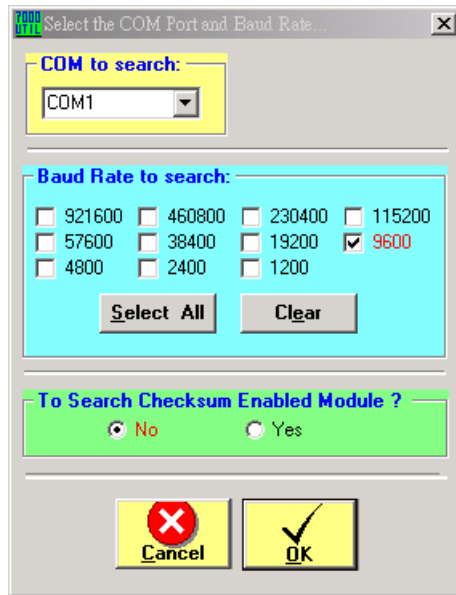 7000 UTIL Select the COM Port and Baud Rate...
COM to search:
COM1
Baud Rate to search:
921600 460800 230400 115200
57600 38400 19200 9600
4800 2400 1200
Select All Clear
To Search Checksum Enabled Module ?
No Yes
Cancel OK